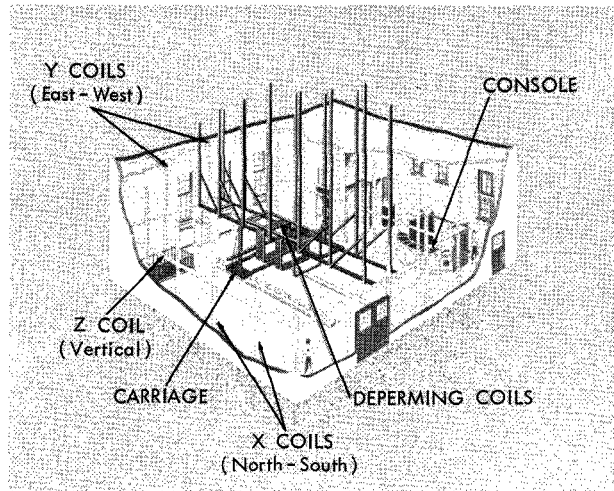 Y COILS
(East-West)
CONSOLE
Z COIL
(Vertical)
CARRIAGE
DEPERMING COILS
X COILS
(North-South)